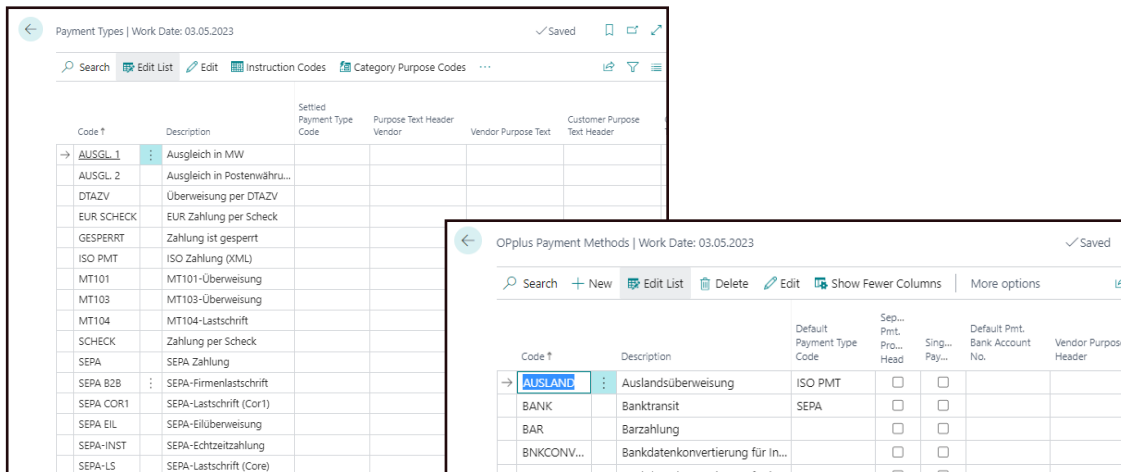 Payment Types | Work Date: 03.05.2023 Saved
Search Edit List Edit Instruction Codes Category Purpose Codes ...
Code ↑ Description Settled Payment Type Code Purpose Text Header Vendor Vendor Purpose Text Customer Purpose Text Header
AUSGL. 1 Ausgleich in MW
AUSGL. 2 Ausgleich in Postenwähru...
DTAZV Überweisung per DTAZV
EUR SCHECK EUR Zahlung per Scheck
GESPERRT Zahlung ist gesperrt
ISO PMT ISO Zahlung (XML)
MT101 MT101-Überweisung
MT103 MT103-Überweisung
MT104 MT104-Lastschrift
SCHECK Zahlung per Scheck
SEPA SEPA Zahlung
SEPA B2B SEPA-Firmenlastschrift
SEPA COR1 SEPA-Lastschrift (Cor1)
SEPA EIL SEPA-Eilüberweisung
SEPA-INST SEPA-Echtzeitzahlung
SEPA-LS SEPA-Lastschrift (Core)
OPplus Payment Methods | Work Date: 03.05.2023 Saved
Search New Edit List Delete Edit Show Fewer Columns More options
Code ↑ Description Default Payment Type Code Sep... Pmt. Pro... Head Sing... Pay... Default Pmt. Bank Account No. Vendor Purpose Header
AUSLAND Auslandsüberweisung ISO PMT
BANK Banktransit SEPA
BAR Barzahlung
BNKCONV... Bankdatenkonvertierung für In...